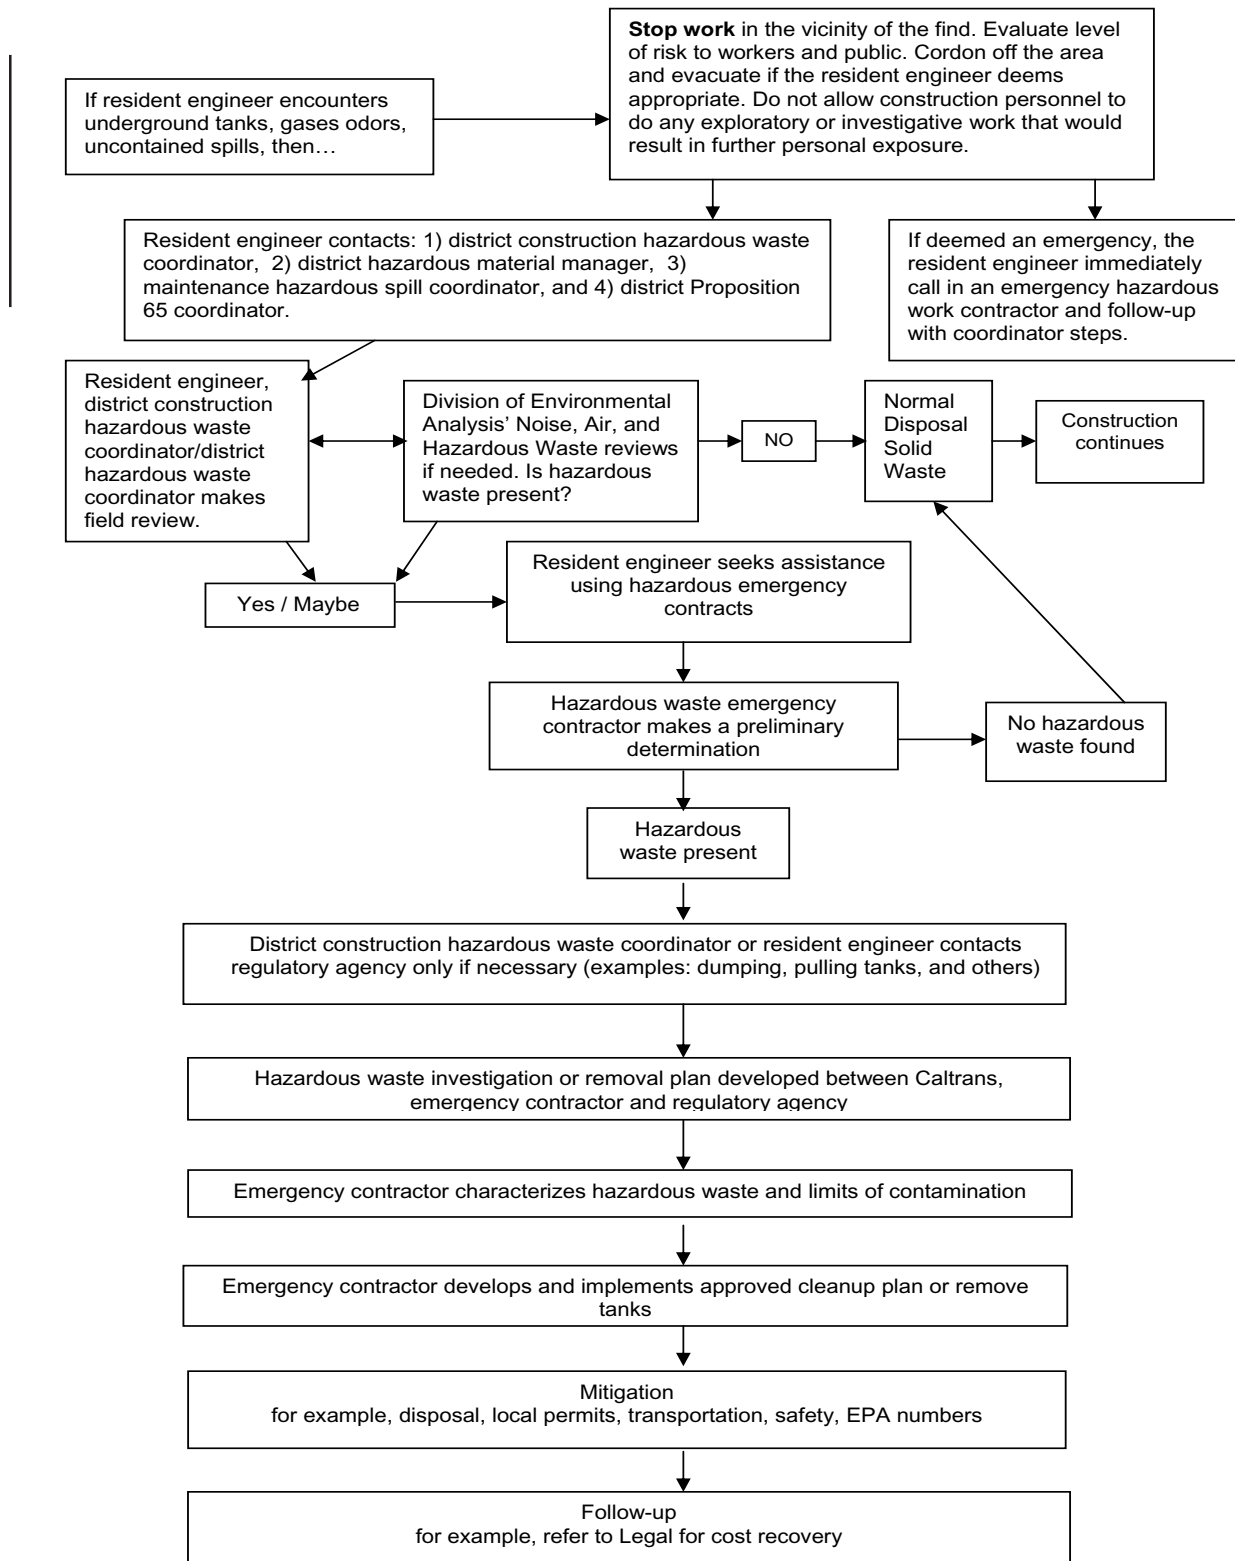 If resident engineer encounters
underground tanks, gases odors,
uncontained spills, then…
Stop work in the vicinity of the find. Evaluate level
of risk to workers and public. Cordon off the area
and evacuate if the resident engineer deems
appropriate. Do not allow construction personnel to
do any exploratory or investigative work that would
result in further personal exposure.
Resident engineer contacts: 1) district construction hazardous waste
coordinator, 2) district hazardous material manager, 3)
maintenance hazardous spill coordinator, and 4) district Proposition
65 coordinator.
If deemed an emergency, the
resident engineer immediately
call in an emergency hazardous
work contractor and follow-up
with coordinator steps.
Resident engineer,
district construction
hazardous waste
coordinator/district
hazardous waste
coordinator makes
field review.
Division of Environmental
Analysis' Noise, Air, and
Hazardous Waste reviews
if needed. Is hazardous
waste present?
NO
Normal
Disposal
Solid
Waste
Construction
continues
Yes / Maybe
Resident engineer seeks assistance
using hazardous emergency
contracts
Hazardous waste emergency
contractor makes a preliminary
determination
No hazardous
waste found
Hazardous
waste present
District construction hazardous waste coordinator or resident engineer contacts
regulatory agency only if necessary (examples: dumping, pulling tanks, and others)
Hazardous waste investigation or removal plan developed between Caltrans,
emergency contractor and regulatory agency
Emergency contractor characterizes hazardous waste and limits of contamination
Emergency contractor develops and implements approved cleanup plan or remove
tanks
Mitigation
for example, disposal, local permits, transportation, safety, EPA numbers
Follow-up
for example, refer to Legal for cost recovery